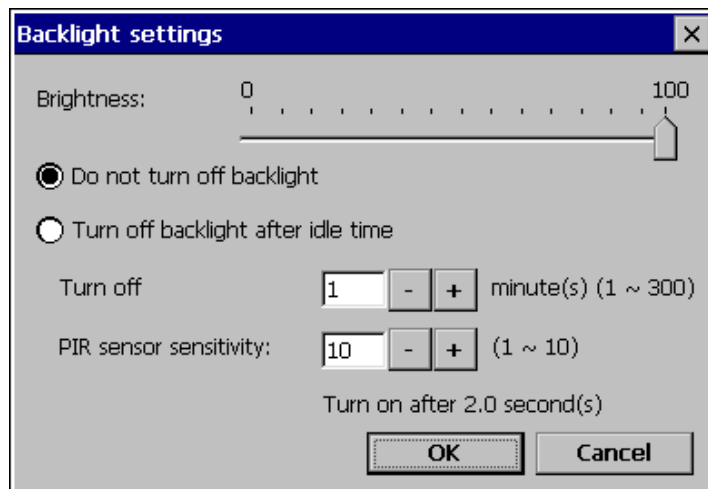 Backlight settings
Brightness: 0 100
Do not turn off backlight
Turn off backlight after idle time
Turn off 1 - + minute(s) (1 ~ 300)
PIR sensor sensitivity: 10 - + (1 ~ 10)
Turn on after 2.0 second(s)
OK Cancel